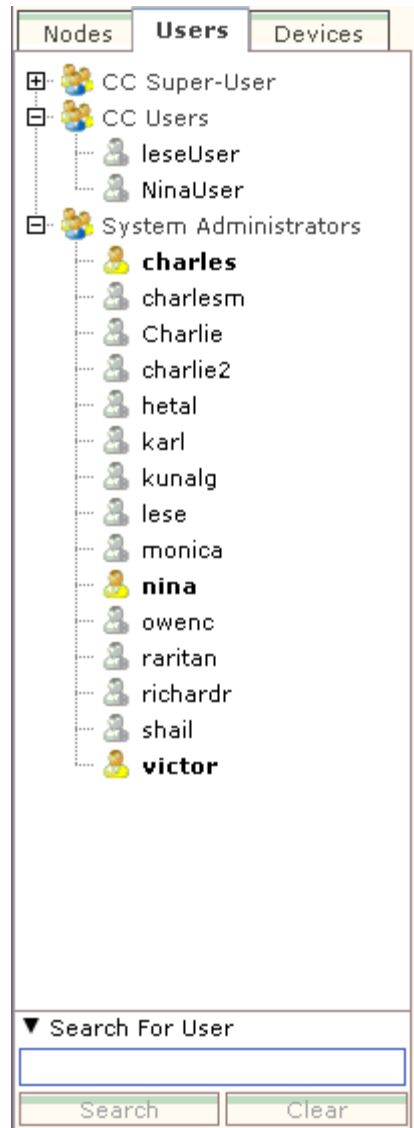 Nodes Users Devices
CC Super-User
CC Users
leseUser
NinaUser
System Administrators
charles
charlesm
Charlie
charlie2
hetal
karl
kunalg
lese
monica
nina
owenc
raritan
richardr
shail
victor
▼ Search For User
Search Clear